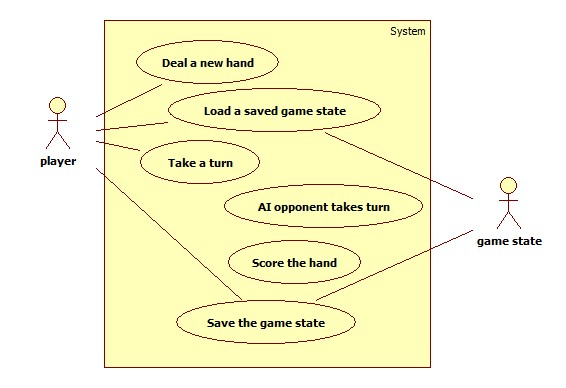 System
Deal a new hand
Load a saved game state
player
Take a turn
AI opponent takes turn
game state
Score the hand
Save the game state